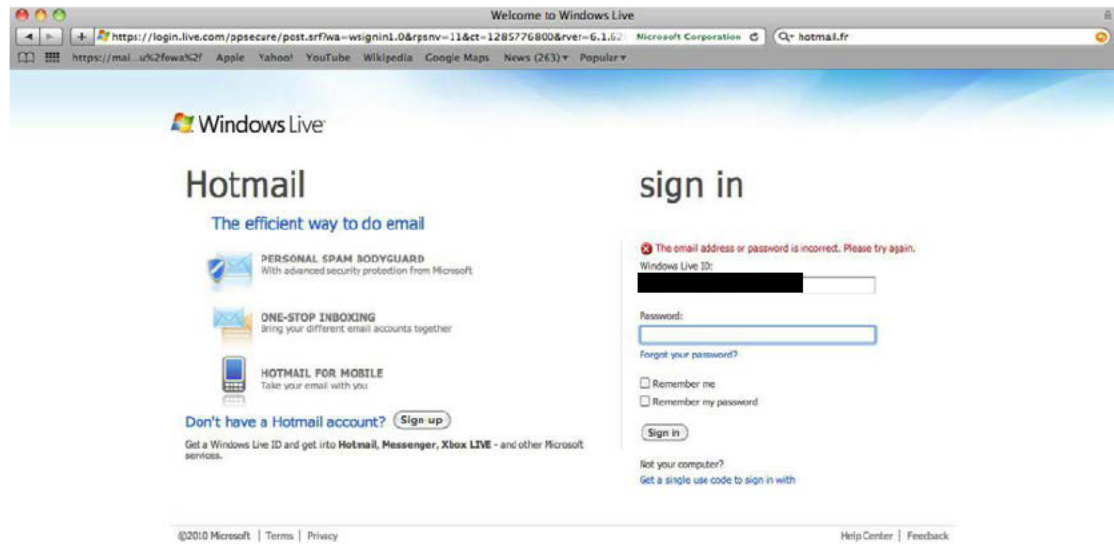 Welcome to Windows Live
https://login.live.com/ppsecure/post.srf?wa=wsignin1.0&rpsnv=11&ct=1285776800&rver=6.1.62 Microsoft Corporation hotmail.fr
https://mai...u%2fowa%2f Apple Yahoo! YouTube Wikipedia Google Maps News (263) Popular
Windows Live
Hotmail
The efficient way to do email
PERSONAL SPAM BODYGUARD
With advanced security protection from Microsoft
ONE-STOP INBOXING
Bring your different email accounts together
HOTMAIL FOR MOBILE
Take your email with you
Don't have a Hotmail account? Sign up
Get a Windows Live ID and get into Hotmail, Messenger, Xbox LIVE - and other Microsoft
services.
sign in
The email address or password is incorrect. Please try again.
Windows Live ID:
Password:
Forgot your password?
Remember me
Remember my password
Sign in
Not your computer?
Get a single use code to sign in with
©2010 Microsoft | Terms | Privacy
Help Center | Feedback